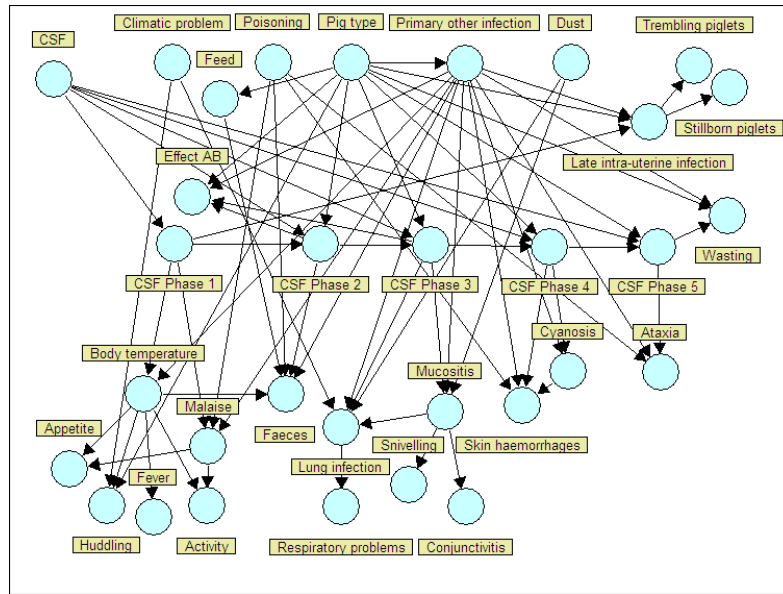 Climatic problem
Poisoning
Pig type
Primary other infection
Dust
Trembling piglets
CSF
Feed
Stillborn piglets
Effect AB
Late intra-uterine infection
Wasting
CSF Phase 1
CSF Phase 2
CSF Phase 3
CSF Phase 4
CSF Phase 5
Cyanosis
Ataxia
Body temperature
Mucositis
Malaise
Appetite
Faeces
Snivelling
Skin haemorrhages
Lung infection
Fever
Huddling
Activity
Respiratory problems
Conjunctivitis